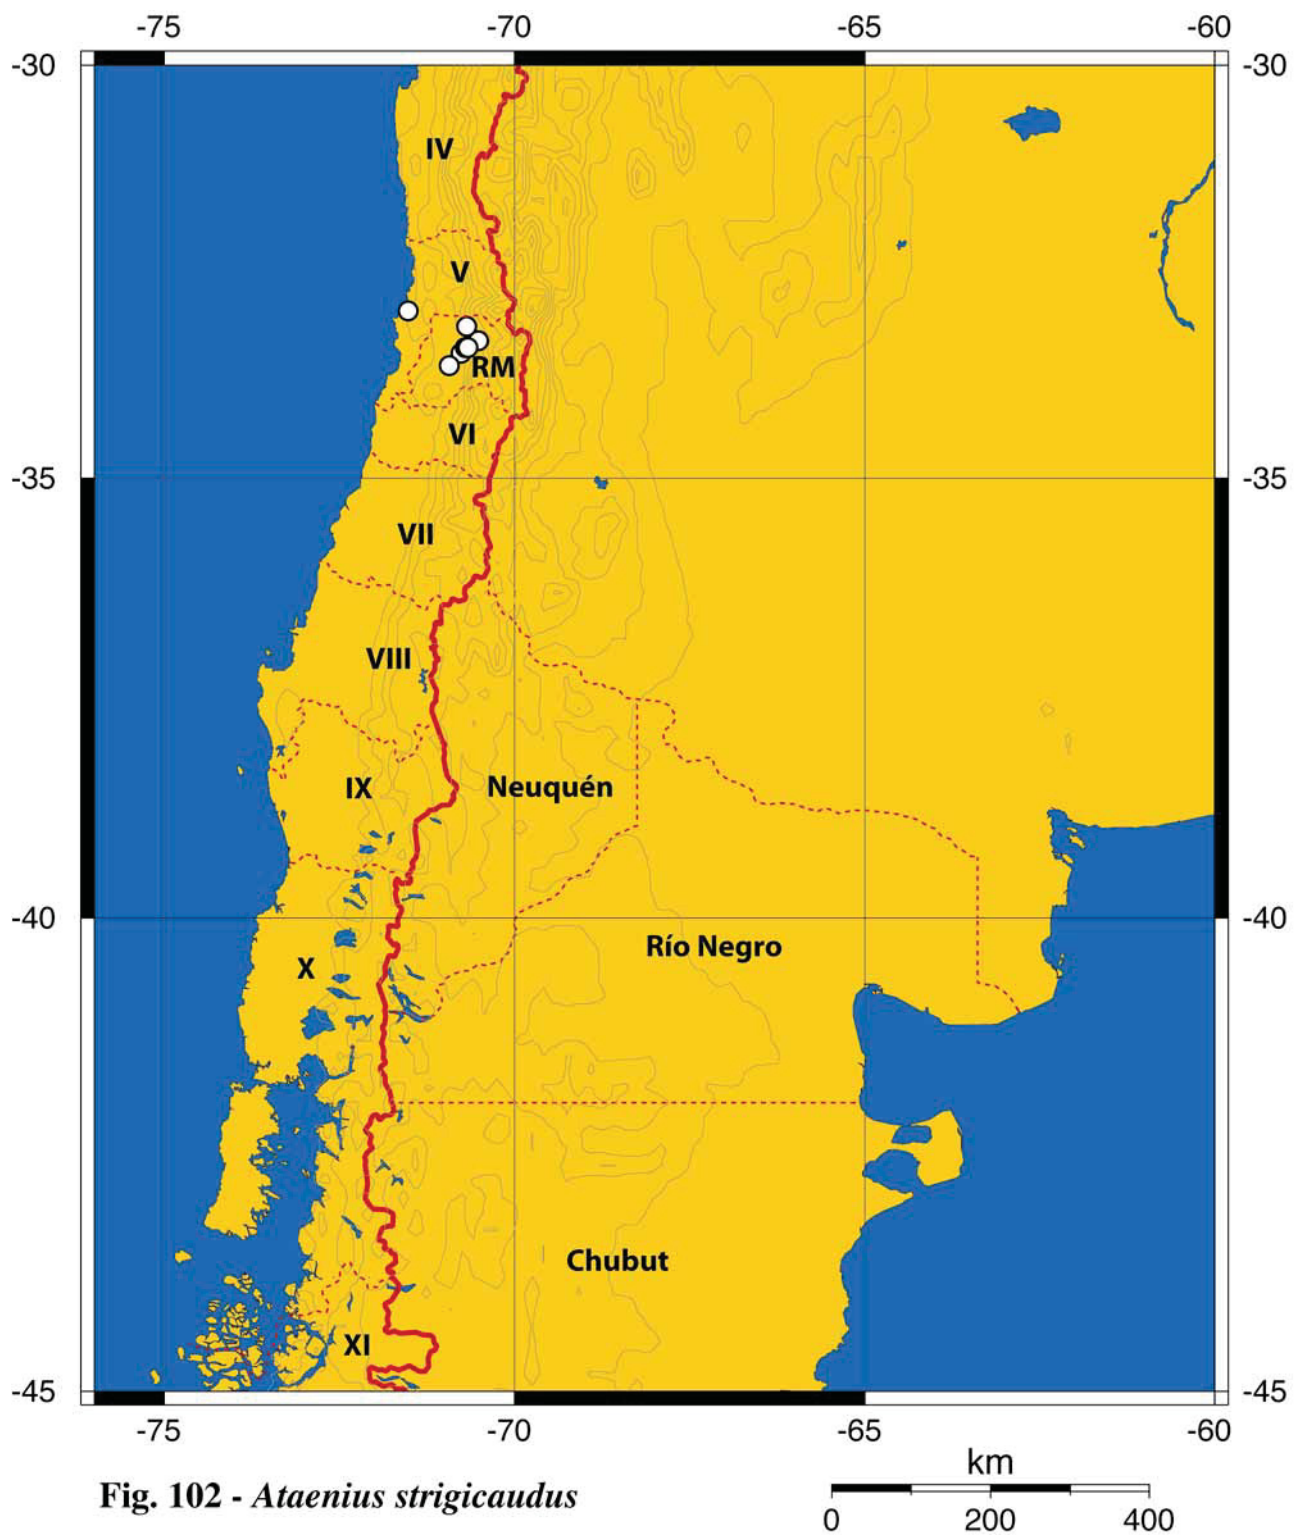 -75 -70 -65 -60
-30 -30
IV
V
RM
VI
-35 -35
VII
VIII
IX Neuquén
-40 -40
Río Negro
X
Chubut
XI
-45 -45
-75 -70 -65 -60
km
Fig. 102 - Ataenius strigicaudus
0 200 400